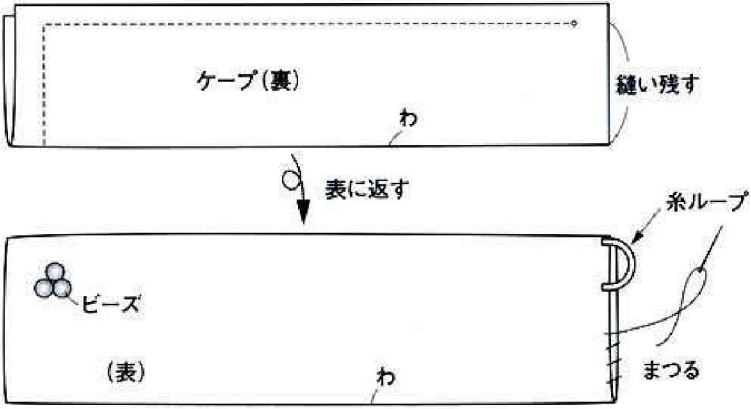 ケープ(裏)
縫い残す
わ
表に返す
糸ループ
ビーズ
(表)
わ
まつる